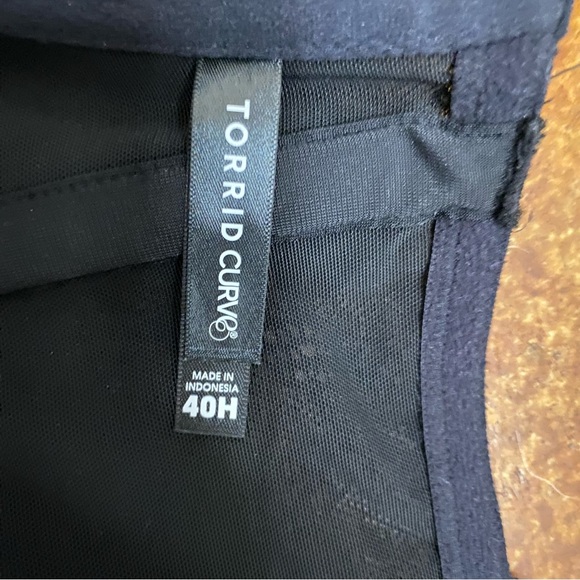 TORRID CURVE®
MADE IN
INDONESIA
40H